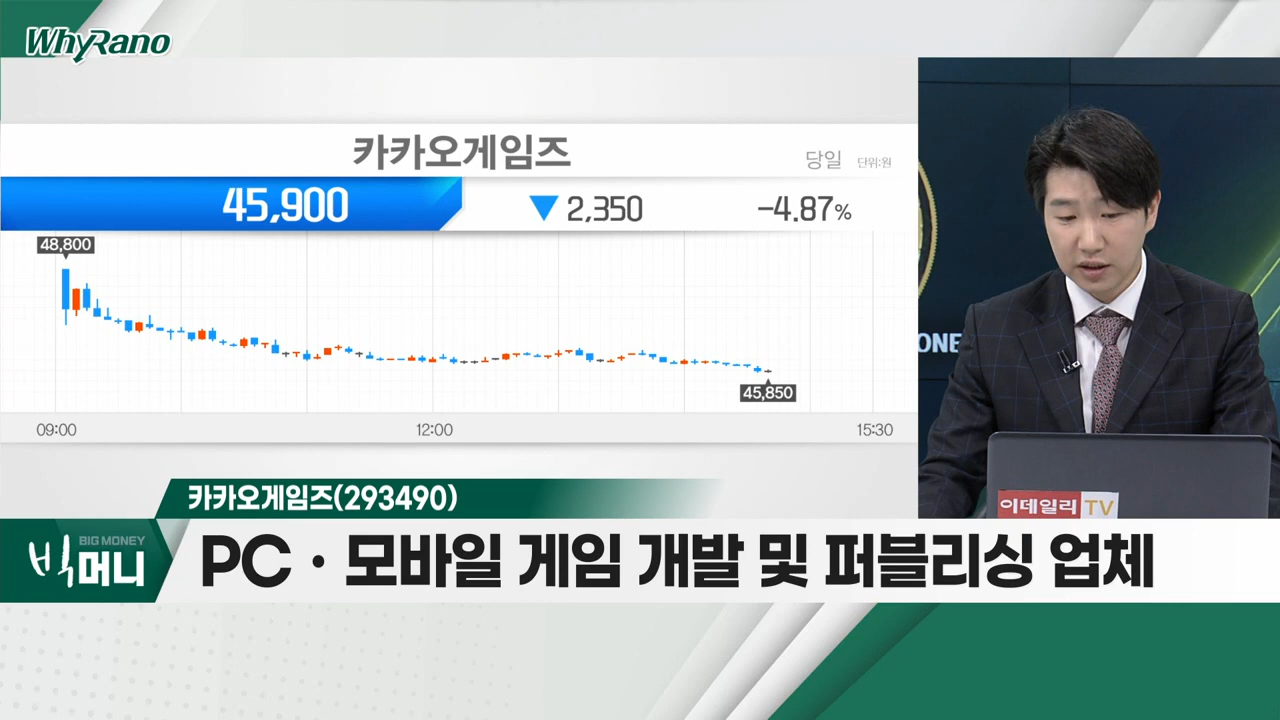 WhyRano
카카오게임즈
당일 단위:원
45,900 ▼ 2,350 -4.87%
48,800
45,850
09:00 12:00 15:30
ONE
이데일리 TV
카카오게임즈(293490)
BIG MONEY
빅머니
PC · 모바일 게임 개발 및 퍼블리싱 업체